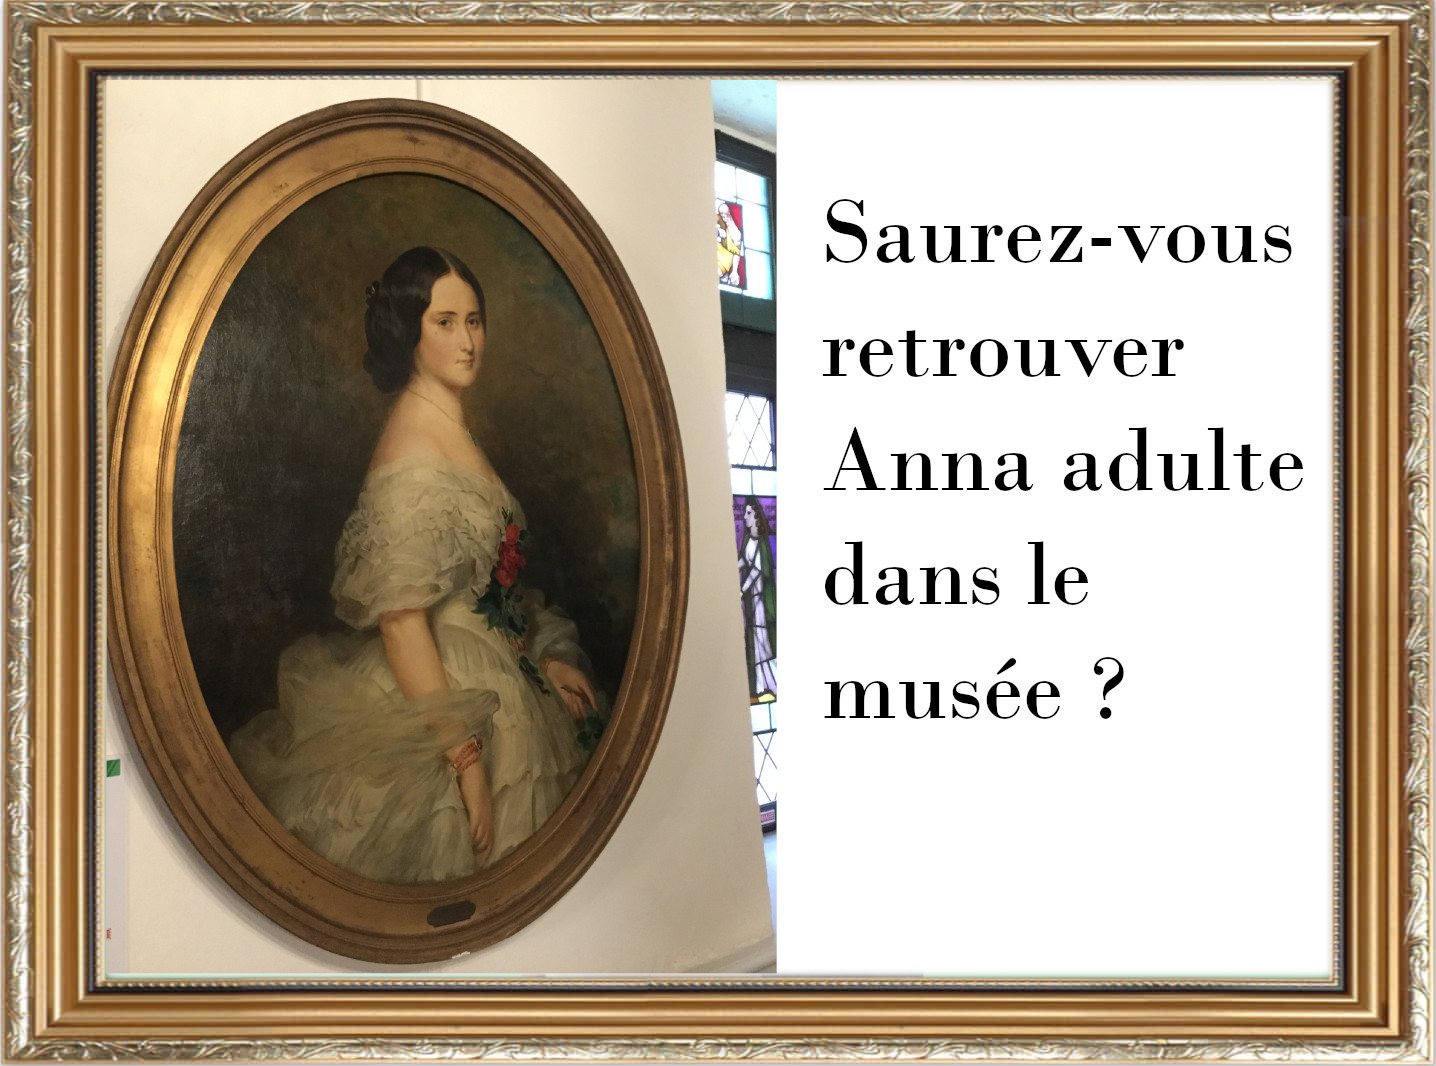 Saurez-vous
retrouver
Anna adulte
dans le
musée ?